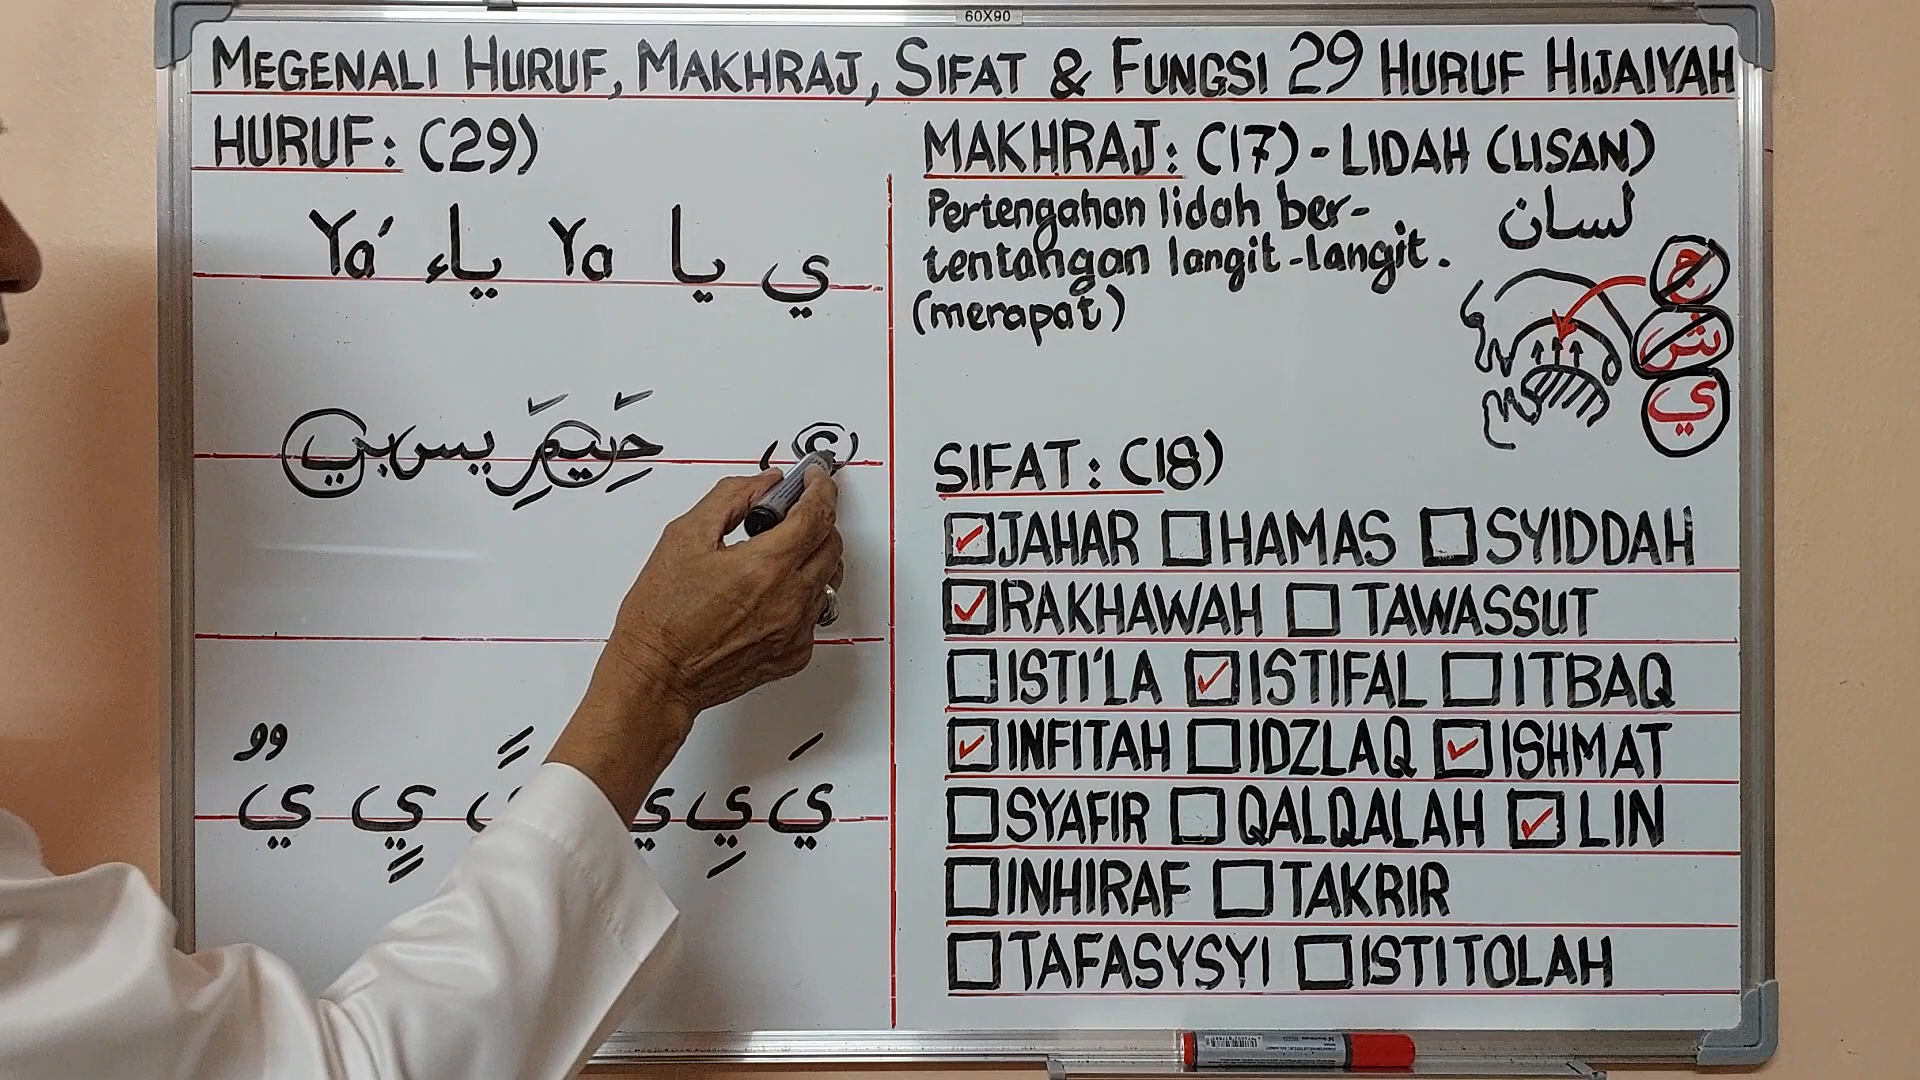 60X90
MEGENALI HURUF, MAKHRAJ, SIFAT & FUNGSI 29 HURUF HIJAIYAH
HURUF: (29)
ي يا Ya ياء Ya'
ي يَ يِ ي يً يٍ يٌ
MAKHRAJ: (17) - LIDAH (LISAN)
Pertengahan lidah ber-
tentangan langit-langit.
(merapat)
لسان
ج
ش
ي
SIFAT: (18)
JAHAR HAMAS SYIDDAH
RAKHAWAH TAWASSUT
ISTI'LA ISTIFAL ITBAQ
INFITAH IDZLAQ ISHMAT
SYAFIR QALQALAH LIN
INHIRAF TAKRIR
TAFASYSYI ISTITOLAH